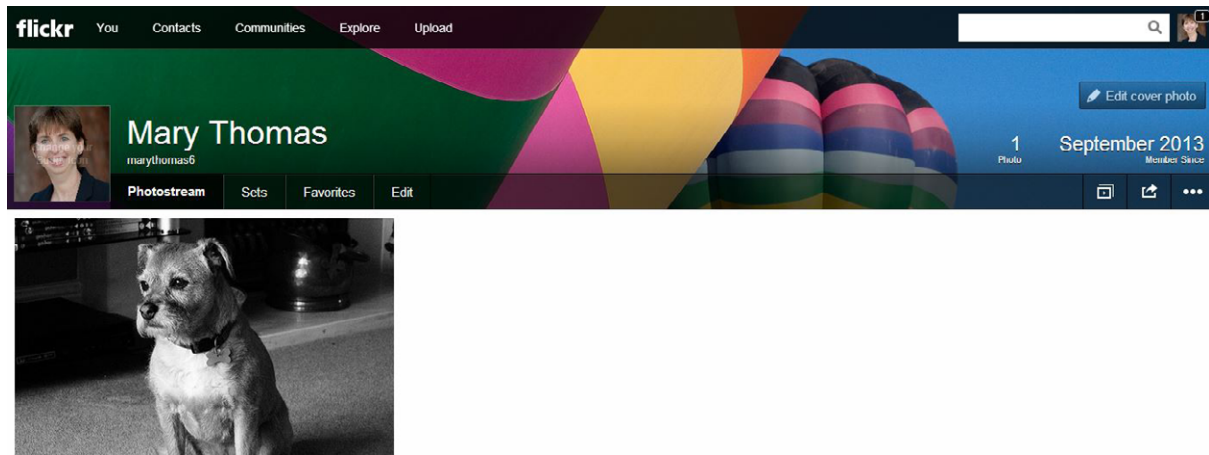 flickr You Contacts Communities Explore Upload
1
Edit cover photo
Mary Thomas
marythomas6
1
Photo
September 2013
Member Since
Photostream Sets Favorites Edit